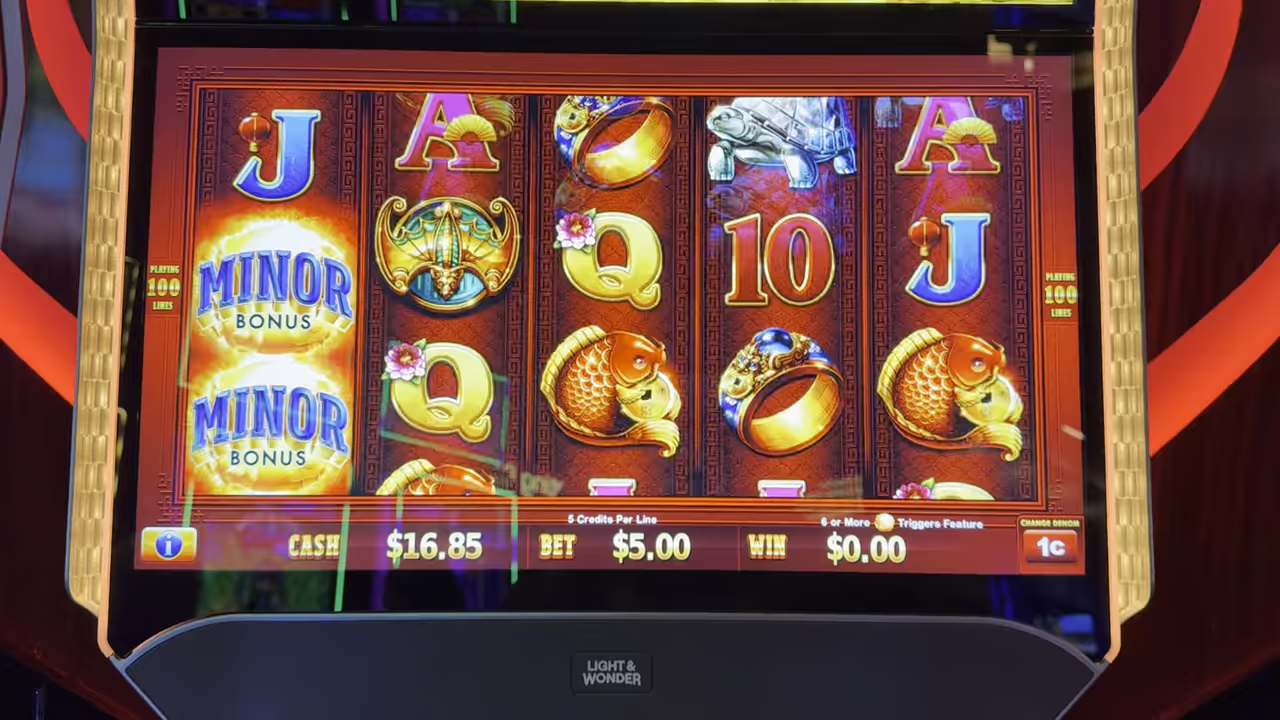 J
A
A
MINOR
BONUS
Q
10
J
PLAYING
100
LINES
PLAYING
100
LINES
MINOR
BONUS
Q
5 Credits Per Line
6 or More Triggers Feature
CHANGE DENOM
i
CASH $16.85
BET $5.00
WIN $0.00
1c
LIGHT &
WONDER